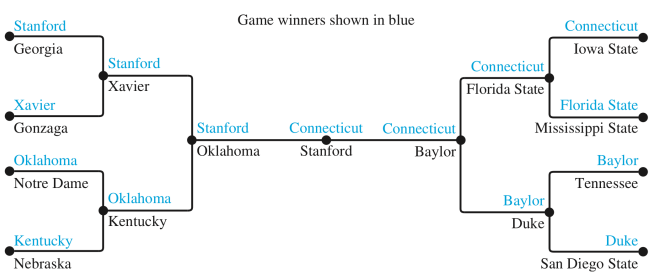 Game winners shown in blue
Stanford
Georgia
Stanford
Xavier
Xavier
Gonzaga
Stanford
Oklahoma
Oklahoma
Notre Dame
Oklahoma
Kentucky
Kentucky
Nebraska
Connecticut
Stanford
Connecticut
Baylor
Connecticut
Iowa State
Connecticut
Florida State
Florida State
Mississippi State
Baylor
Tennessee
Baylor
Duke
Duke
San Diego State